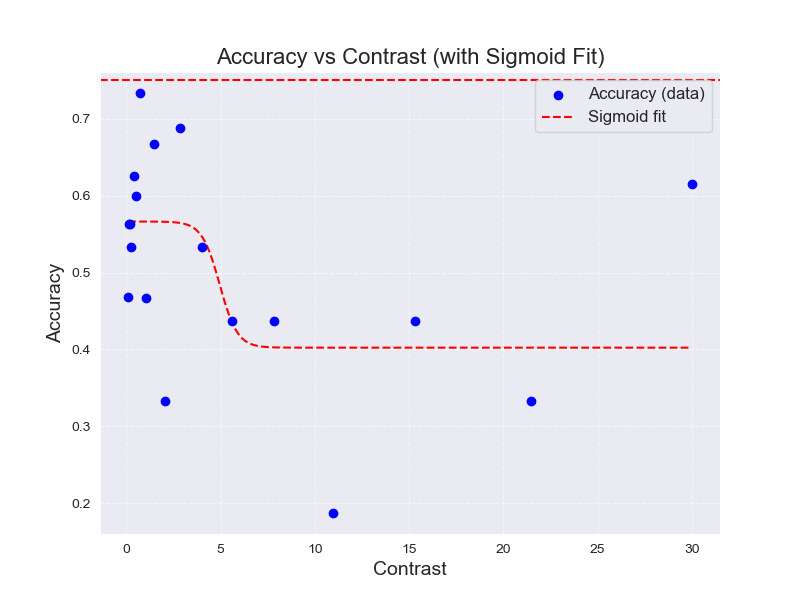 Accuracy vs Contrast (with Sigmoid Fit)
Accuracy (data)
Sigmoid fit
Accuracy
0.7
0.6
0.5
0.4
0.3
0.2
0 5 10 15 20 25 30
Contrast